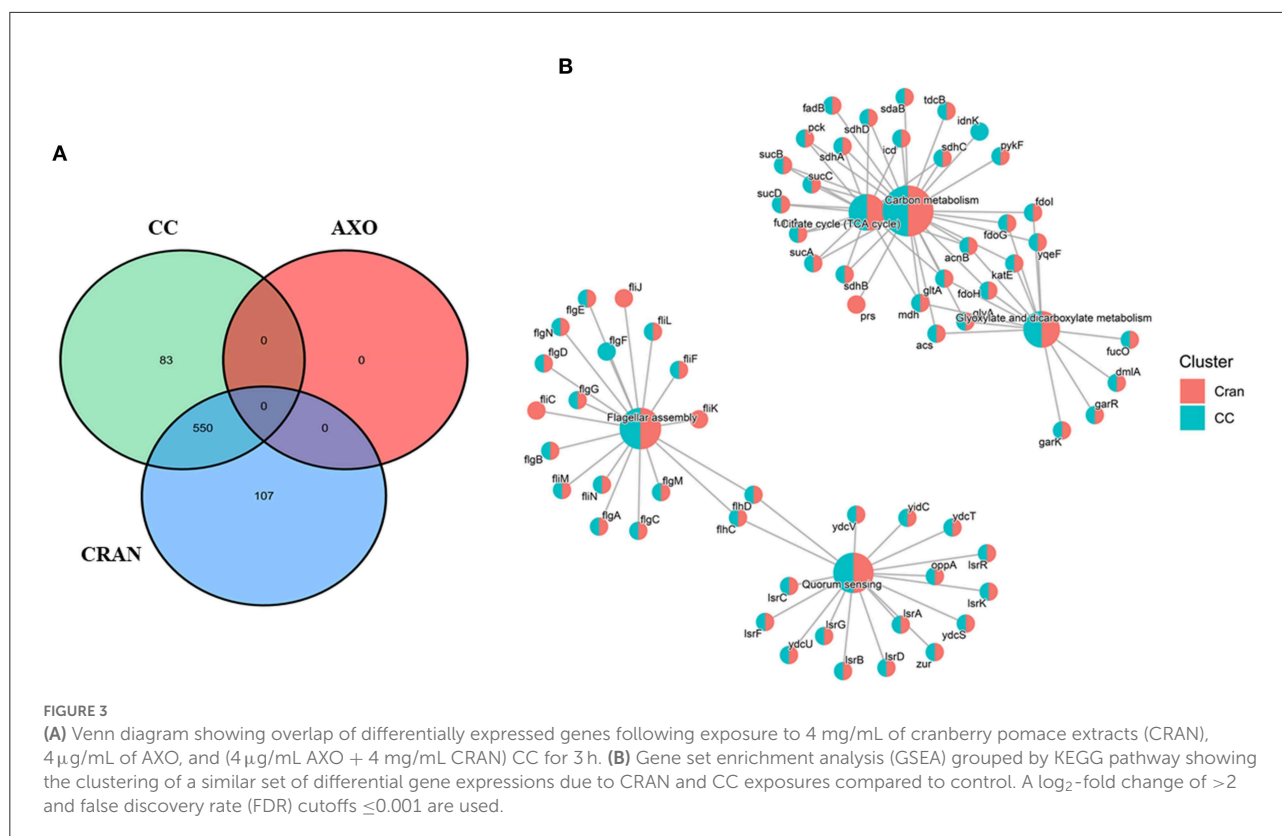 A
CC
AXO
0
83
0
0
550
0
107
CRAN
B
sdaB
tdcB
fadB
idnK
pck
sdhD
icd
sdhC
pykF
sdhA
sucB
sucC
Carbon metabolism
sucD
Citrate cycle (TCA cycle)
fdoI
fdoG
yqeF
acnB
sucA
katE
sdhB
gltA
fdoH
prs
mdh
glyA
Glyoxylate and dicarboxylate metabolism
acs
fucO
dmlA
garR
garK
Cluster
Cran
CC
fliJ
flgE
fliL
flgN
flgF
flgD
fliF
flgG
fliC
fliK
Flagellar assembly
flgB
fliM
fliN
flgM
flgA
flgC
flhD
flhC
ydcV
yidC
ydcT
lsrR
oppA
Quorum sensing
lsrC
lsrK
lsrA
lsrG
lsrF
ydcS
ydcU
zur
lsrB
lsrD
FIGURE 3
(A) Venn diagram showing overlap of differentially expressed genes following exposure to 4 mg/mL of cranberry pomace extracts (CRAN),
4 μg/mL of AXO, and (4 μg/mL AXO + 4 mg/mL CRAN) CC for 3 h. (B) Gene set enrichment analysis (GSEA) grouped by KEGG pathway showing
the clustering of a similar set of differential gene expressions due to CRAN and CC exposures compared to control. A log₂-fold change of >2
and false discovery rate (FDR) cutoffs ≤0.001 are used.